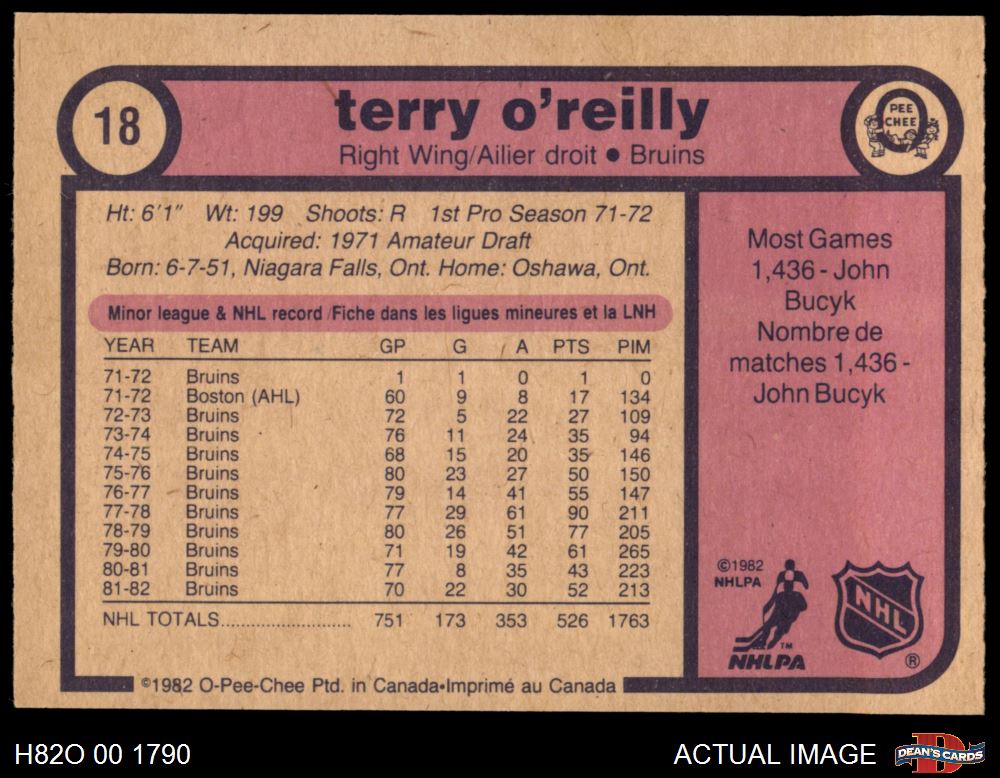 18
terry o'reilly
Right Wing/Ailier droit • Bruins
PEE
CHEE
Ht: 6'1" Wt: 199 Shoots: R 1st Pro Season 71-72
Acquired: 1971 Amateur Draft
Born: 6-7-51, Niagara Falls, Ont. Home: Oshawa, Ont.
Minor league & NHL record/Fiche dans les ligues mineures et la LNH
YEAR TEAM GP G A PTS PIM
71-72 Bruins 1 1 0 1 0
71-72 Boston (AHL) 60 9 8 17 134
72-73 Bruins 72 5 22 27 109
73-74 Bruins 76 11 24 35 94
74-75 Bruins 68 15 20 35 146
75-76 Bruins 80 23 27 50 150
76-77 Bruins 79 14 41 55 147
77-78 Bruins 77 29 61 90 211
78-79 Bruins 80 26 51 77 205
79-80 Bruins 71 19 42 61 265
80-81 Bruins 77 8 35 43 223
81-82 Bruins 70 22 30 52 213
NHL TOTALS.......................... 751 173 353 526 1763
Most Games
1,436 - John
Bucyk
Nombre de
matches 1,436 -
John Bucyk
©1982
NHLPA
TM
NHLPA
NHL
®
©1982 O-Pee-Chee Ptd. in Canada•Imprimé au Canada
H82O 00 1790
ACTUAL IMAGE
D
DEAN'S CARDS